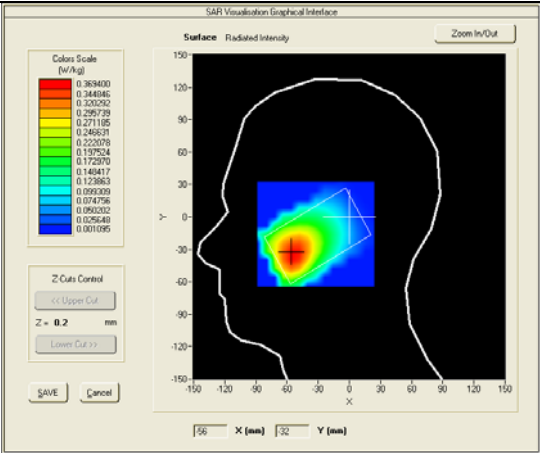 SAR Visualisation Graphical Interface
Surface Radiated Intensity
Zoom In/Out
Colors Scale
(W/kg)
0.369400
0.344846
0.320292
0.295739
0.271185
0.246631
0.222078
0.197524
0.172970
0.148417
0.123863
0.099309
0.074756
0.050202
0.025648
0.001095
Z-Cuts Control
<< Upper Cut
Z = 0.2 mm
Lower Cut >>
SAVE Cancel
150
120
90
60
30
0
-30
-60
-90
-120
-150
Y
-150 -120 -90 -60 -30 0 30 60 90 120 150
X
-56 X (mm) -32 Y (mm)